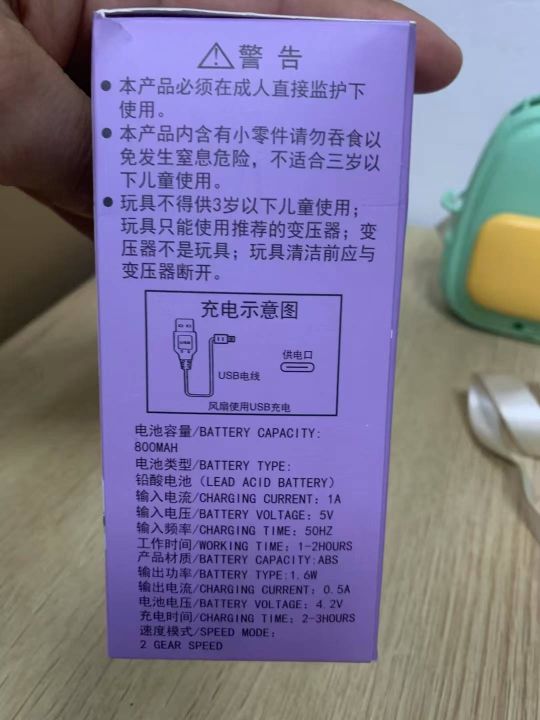 警告
● 本产品必须在成人直接监护下
使用。
● 本产品内含有小零件请勿吞食以
免发生窒息危险，不适合三岁以
下儿童使用。
● 玩具不得供3岁以下儿童使用；
玩具只能使用推荐的变压器；变
压器不是玩具；玩具清洁前应与
变压器断开。
充电示意图
供电口
USB电线
风扇使用USB充电
电池容量/BATTERY CAPACITY:
800MAH
电池类型/BATTERY TYPE:
铅酸电池（LEAD ACID BATTERY）
输入电流/CHARGING CURRENT: 1A
输入电压/BATTERY VOLTAGE: 5V
输入频率/CHARGING TIME: 50HZ
工作时间/WORKING TIME: 1-2HOURS
产品材质/BATTERY CAPACITY:ABS
输出功率/BATTERY TYPE:1.6W
输出电流/CHARGING CURRENT: 0.5A
电池电压/BATTERY VOLTAGE: 4.2V
充电时间/CHARGING TIME: 2-3HOURS
速度模式/SPEED MODE:
2 GEAR SPEED